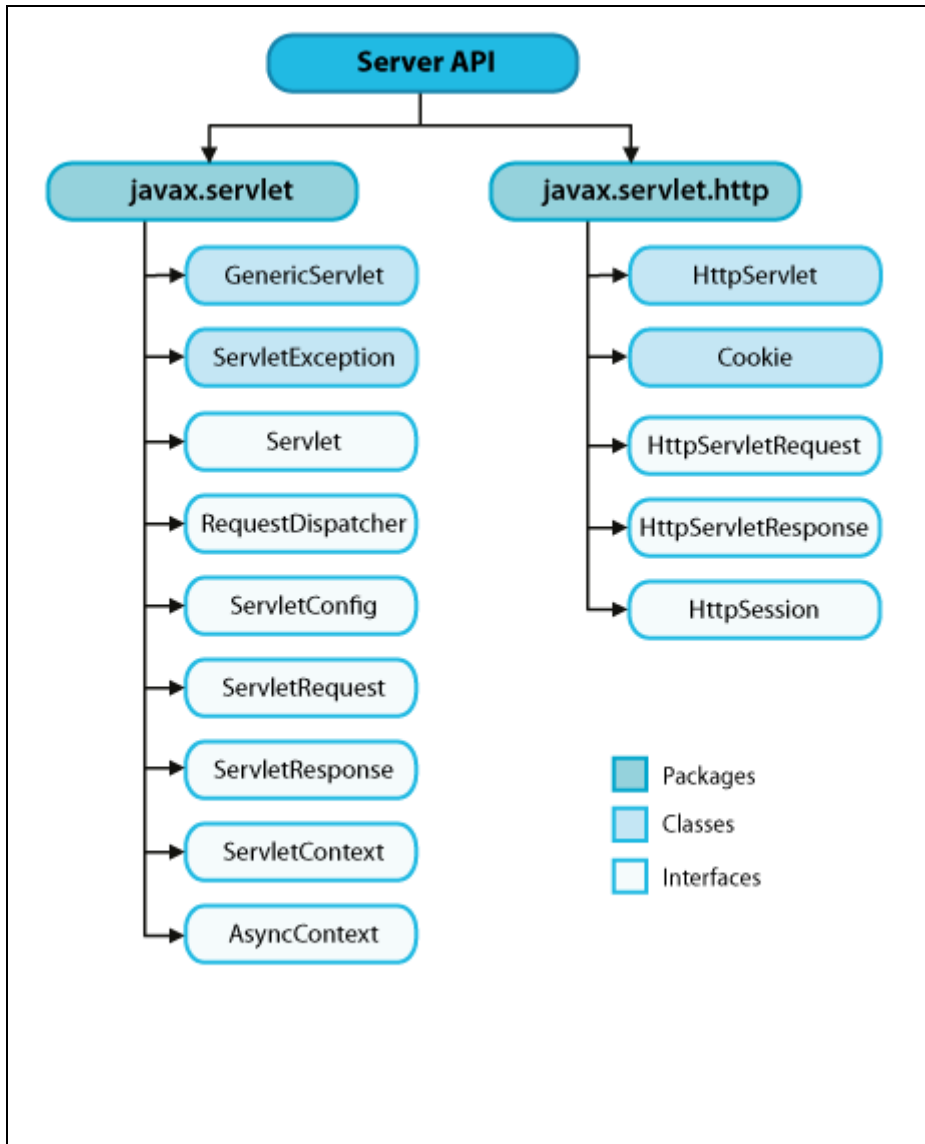 Server API
javax.servlet
javax.servlet.http
GenericServlet
ServletException
Servlet
RequestDispatcher
ServletConfig
ServletRequest
ServletResponse
ServletContext
AsyncContext
HttpServlet
Cookie
HttpServletRequest
HttpServletResponse
HttpSession
Packages
Classes
Interfaces